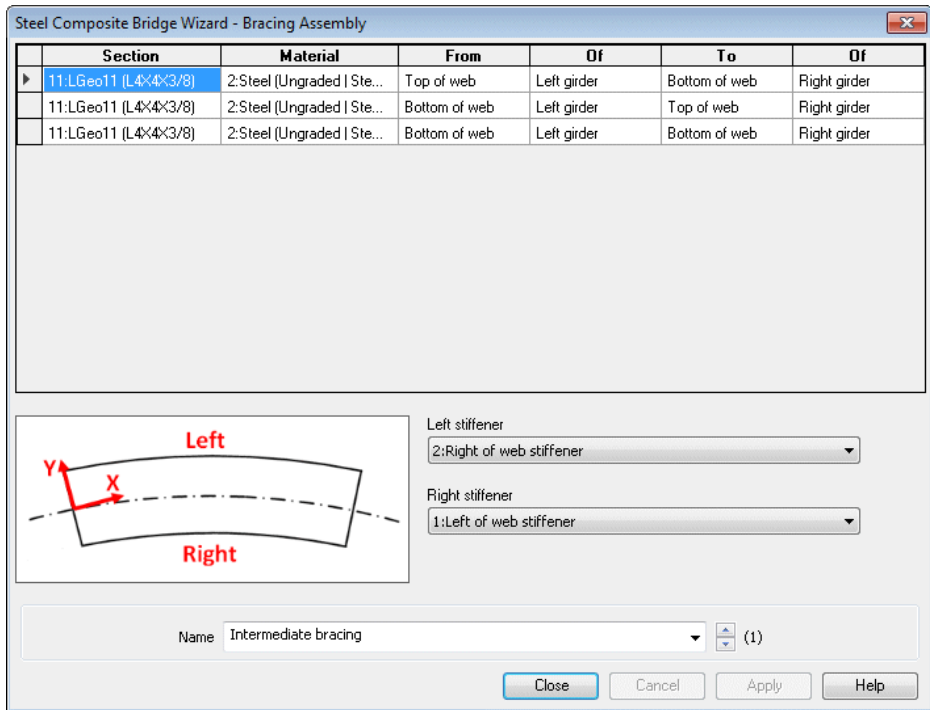 Steel Composite Bridge Wizard - Bracing Assembly
Section Material From Of To Of
11:LGeo11 (L4X4X3/8) 2:Steel (Ungraded | Ste... Top of web Left girder Bottom of web Right girder
11:LGeo11 (L4X4X3/8) 2:Steel (Ungraded | Ste... Bottom of web Left girder Top of web Right girder
11:LGeo11 (L4X4X3/8) 2:Steel (Ungraded | Ste... Bottom of web Left girder Bottom of web Right girder
Left
Y
X
Right
Left stiffener
2:Right of web stiffener
Right stiffener
1:Left of web stiffener
Name Intermediate bracing (1)
Close Cancel Apply Help